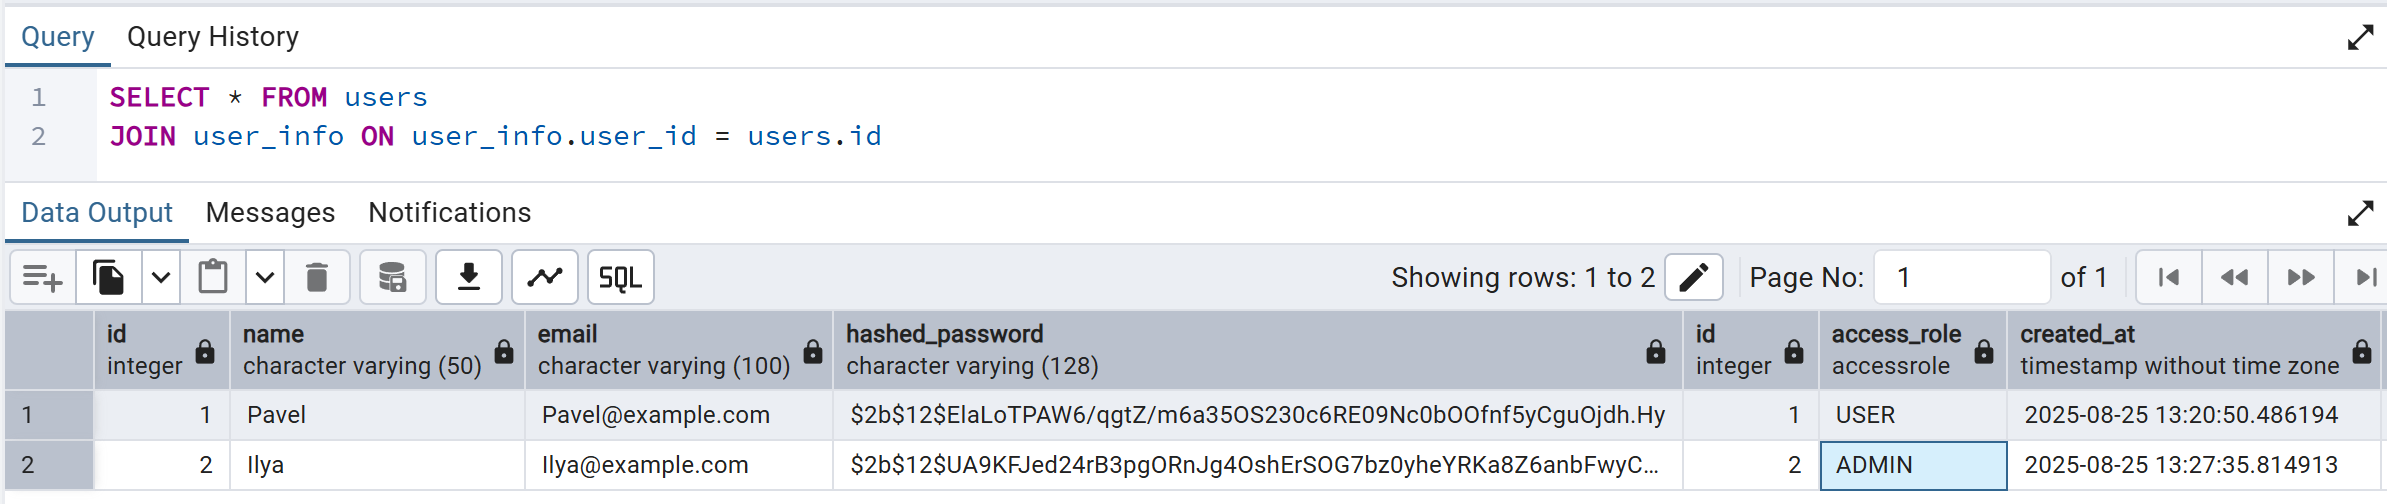 Query Query History
1 SELECT * FROM users
2 JOIN user_info ON user_info.user_id = users.id
Data Output Messages Notifications
SQL Showing rows: 1 to 2 Page No: 1 of 1
id name email hashed_password id access_role created_at
integer character varying (50) character varying (100) character varying (128) integer accessrole timestamp without time zone
1 1 Pavel Pavel@example.com $2b$12$ElaLoTPAW6/qgtZ/m6a35OS230c6RE09Nc0bOOfnf5yCguOjdh.Hy 1 USER 2025-08-25 13:20:50.486194
2 2 Ilya Ilya@example.com $2b$12$UA9KFJed24rB3pgORnJg4OshErSOG7bz0yheYRKa8Z6anbFwyC... 2 ADMIN 2025-08-25 13:27:35.814913